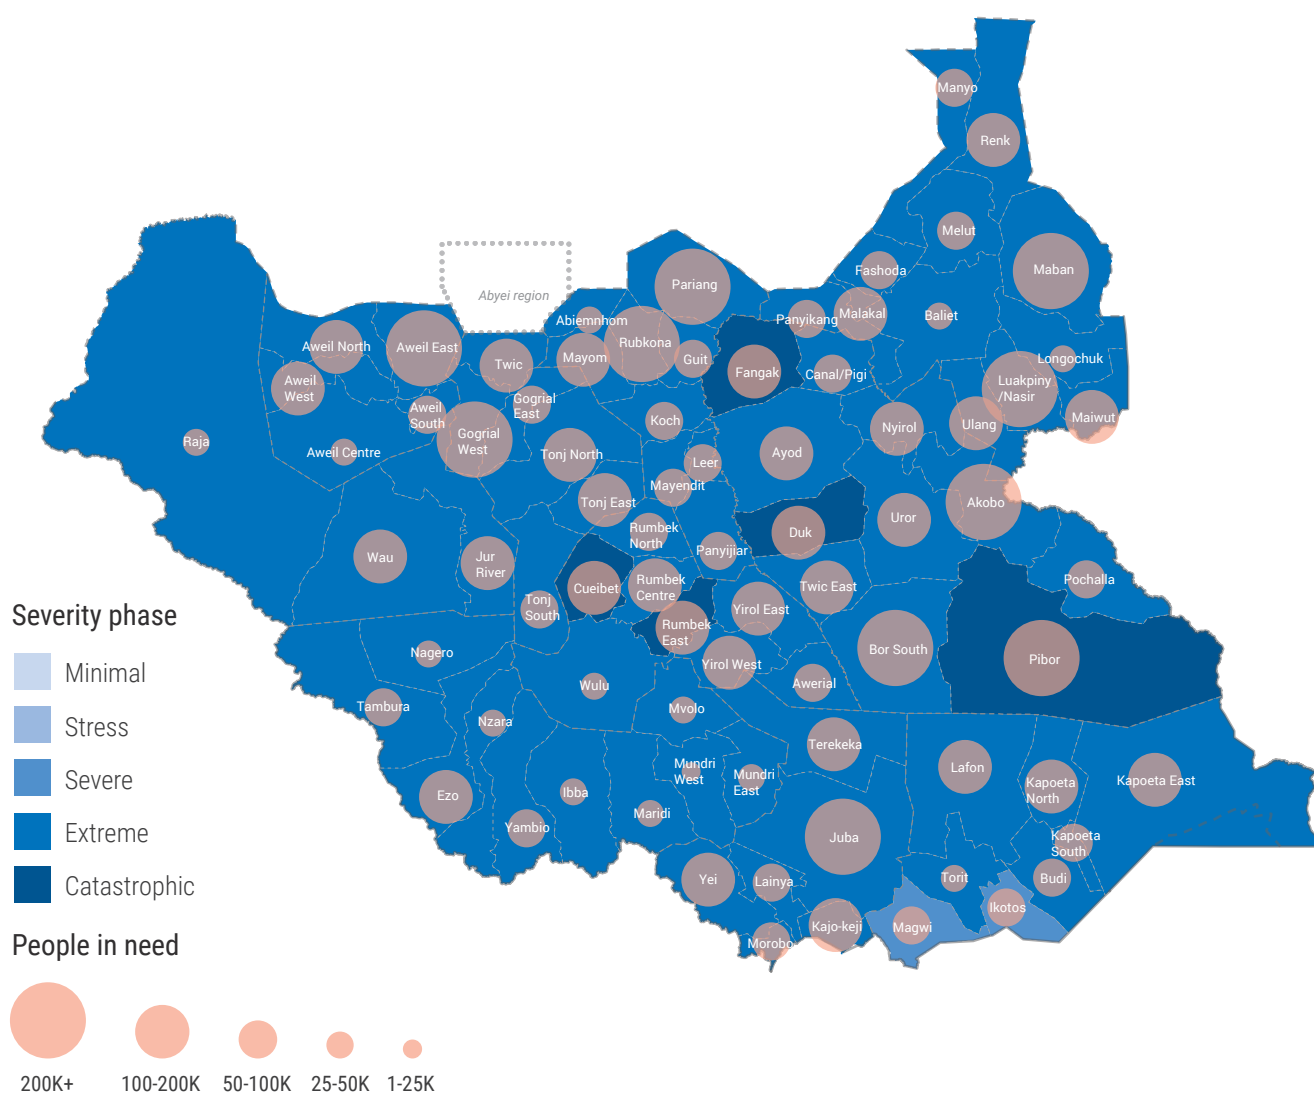 Manyo
Renk
Melut
Maban
Fashoda
Abyei region
Pariang
Abiemnhom
Panyikang
Malakal
Baliet
Rubkona
Aweil North
Aweil East
Twic
Mayom
Guit
Fangak
Canal/Pigi
Longochuk
Luakpiny
/Nasir
Aweil
West
Aweil
South
Gogrial
East
Koch
Maiwut
Raja
Aweil Centre
Gogrial
West
Tonj North
Leer
Ayod
Nyirol
Ulang
Mayendit
Tonj East
Akobo
Uror
Rumbek
North
Duk
Wau
Jur
River
Panyijiar
Cueibet
Rumbek
Centre
Twic East
Pochalla
Tonj
South
Yirol East
Rumbek
East
Bor South
Pibor
Nagero
Yirol West
Wulu
Awerial
Tambura
Nzara
Mvolo
Terekeka
Mundri
West
Mundri
East
Lafon
Kapoeta
North
Kapoeta East
Ezo
Ibba
Maridi
Yambio
Juba
Kapoeta
South
Yei
Lainya
Torit
Budi
Ikotos
Magwi
Kajo-keji
Morobo
Severity phase
Minimal
Stress
Severe
Extreme
Catastrophic
People in need
200K+
100-200K
50-100K
25-50K
1-25K